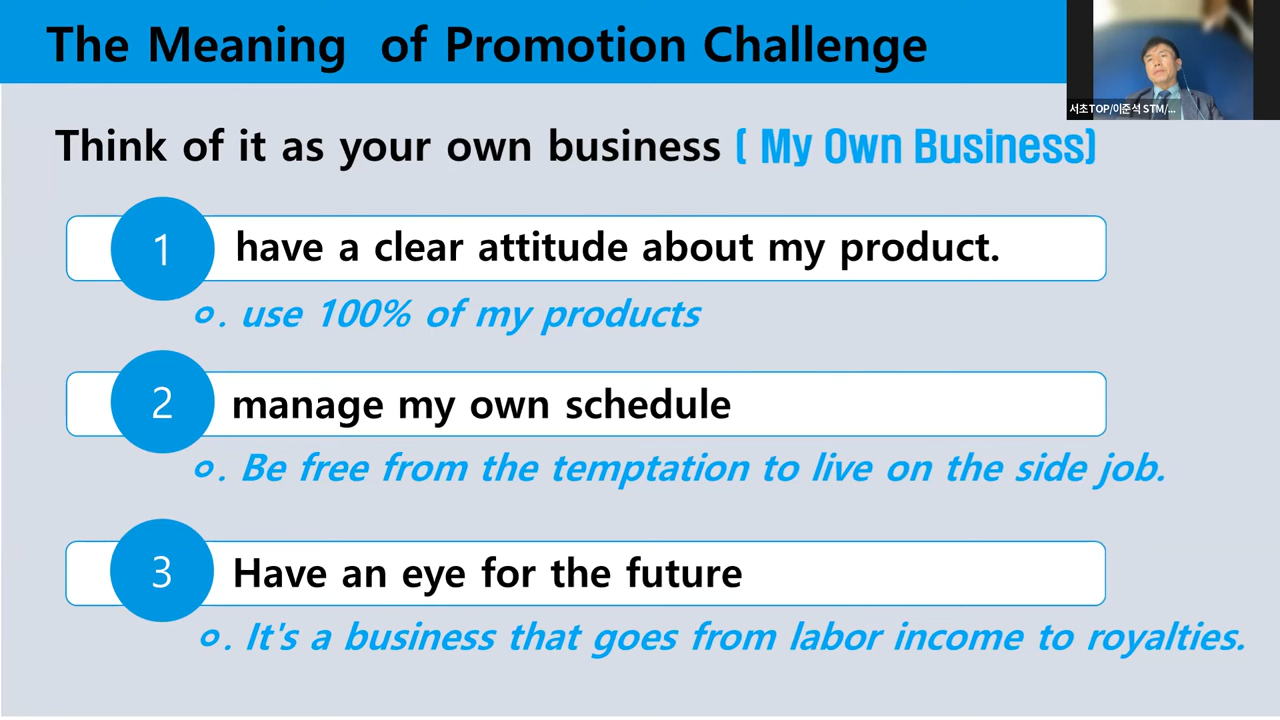 The Meaning of Promotion Challenge
서초TOP/이준석 STM/...
Think of it as your own business ( My Own Business)
1 have a clear attitude about my product.
ㅇ. use 100% of my products
2 manage my own schedule
ㅇ. Be free from the temptation to live on the side job.
3 Have an eye for the future
ㅇ. It's a business that goes from labor income to royalties.